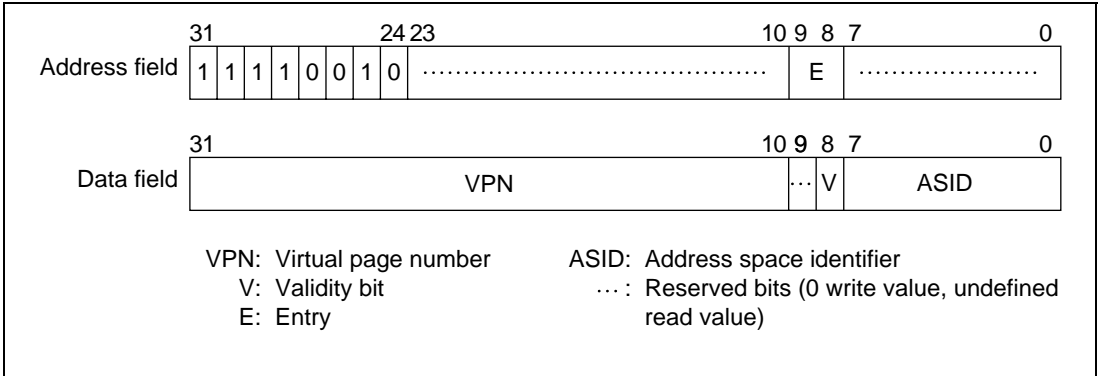 31 24 23 10 9 8 7 0
Address field 1 1 1 1 0 0 1 0 ........................................ E .....................
31 10 9 8 7 0
Data field VPN ... V ASID
VPN: Virtual page number ASID: Address space identifier
V: Validity bit ... : Reserved bits (0 write value, undefined
E: Entry read value)